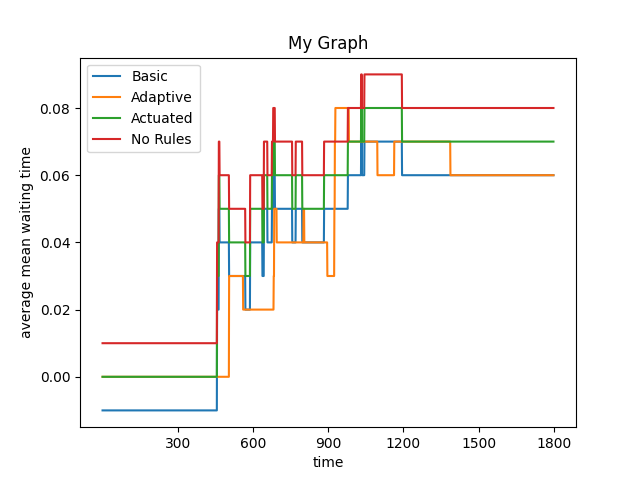 My Graph
Basic
Adaptive
Actuated
No Rules
average mean waiting time
0.08
0.06
0.04
0.02
0.00
300 600 900 1200 1500 1800
time